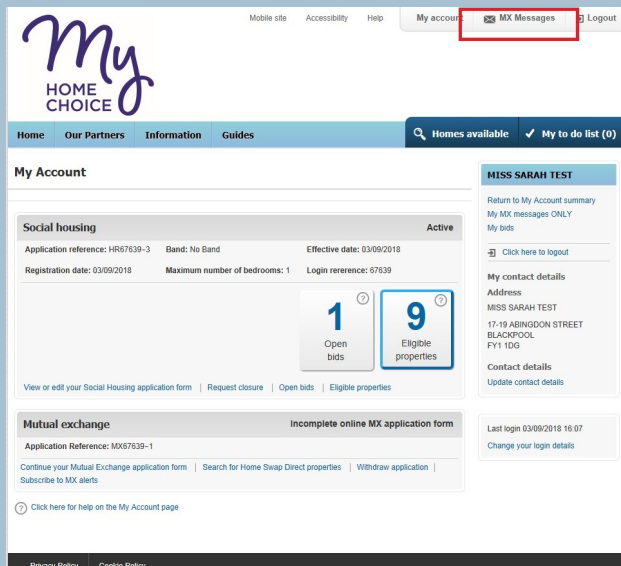 Mobile site Accessibility Help My account MX Messages Logout
My
HOME
CHOICE
Home Our Partners Information Guides Homes available My to do list (0)
My Account
Social housing Active
Application reference: HR67639-3 Band: No Band Effective date: 03/09/2018
Registration date: 03/09/2018 Maximum number of bedrooms: 1 Login rererence: 67639
1 ?
Open
bids
9 ?
Eligible
properties
View or edit your Social Housing application form | Request closure | Open bids | Eligible properties
Mutual exchange Incomplete online MX application form
Application Reference: MX67639-1
Continue your Mutual Exchange application form | Search for Home Swap Direct properties | Withdraw application |
Subscribe to MX alerts
? Click here for help on the My Account page
MISS SARAH TEST
Return to My Account summary
My MX messages ONLY
My bids
Click here to logout
My contact details
Address
MISS SARAH TEST
17-19 ABINGDON STREET
BLACKPOOL
FY1 1DG
Contact details
Update contact details
Last login 03/09/2018 16:07
Change your login details
Privacy Policy Cookie Policy